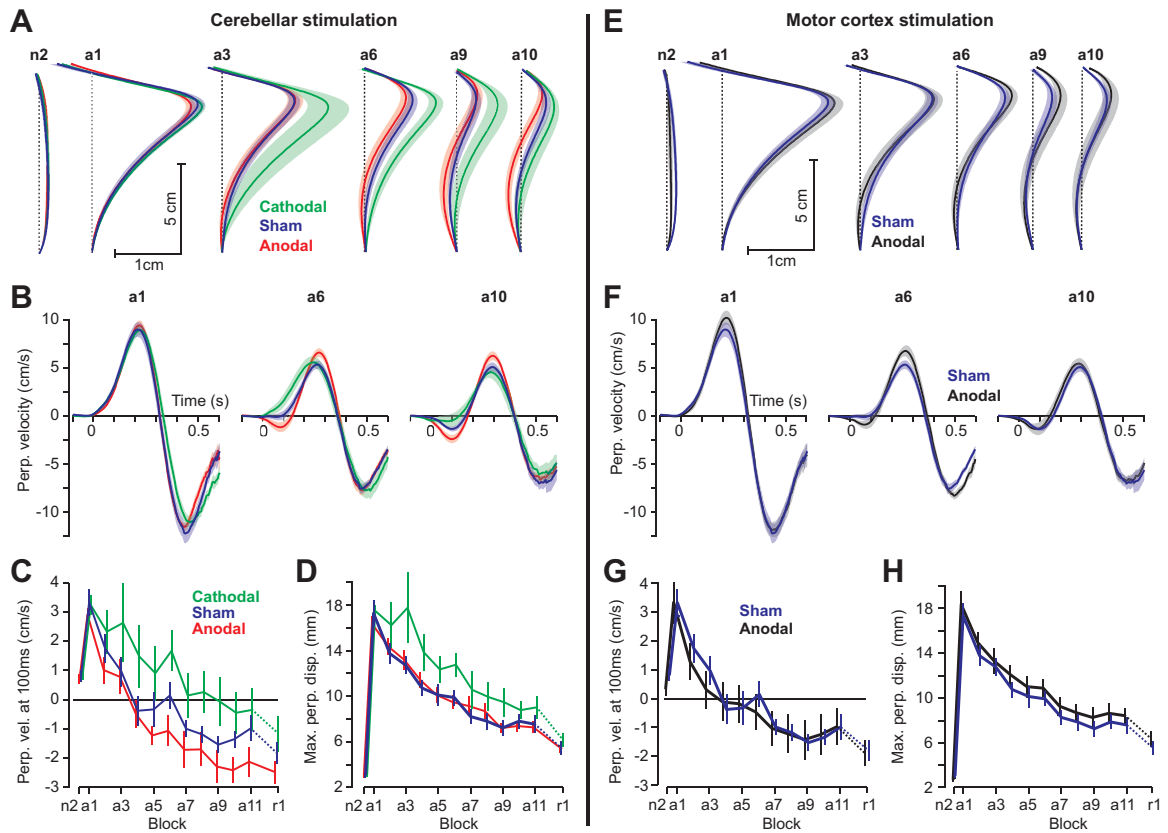 A Cerebellar stimulation
n2 a1 a3 a6 a9 a10
5 cm
1cm
Cathodal
Sham
Anodal
B a1 a6 a10
Perp. velocity (cm/s)
10
5
0
-5
-10
Time (s)
0 0.5
0 0.5
0 0.5
C
Perp. vel. at 100ms (cm/s)
4
3
2
1
0
-1
-2
-3
Cathodal
Sham
Anodal
n2 a1 a3 a5 a7 a9 a11 r1
Block
D
Max. perp. disp. (mm)
18
14
10
6
2
n2 a1 a3 a5 a7 a9 a11 r1
Block
E Motor cortex stimulation
n2 a1 a3 a6 a9 a10
5 cm
1cm
Sham
Anodal
F a1 a6 a10
Perp. velocity (cm/s)
10
5
0
-5
-10
Time (s)
0 0.5
0 0.5
0 0.5
Sham
Anodal
G
Perp. vel. at 100ms (cm/s)
4
3
2
1
0
-1
-2
-3
Sham
Anodal
n2 a1 a3 a5 a7 a9 a11 r1
Block
H
Max. perp. disp. (mm)
18
14
10
6
2
n2 a1 a3 a5 a7 a9 a11 r1
Block